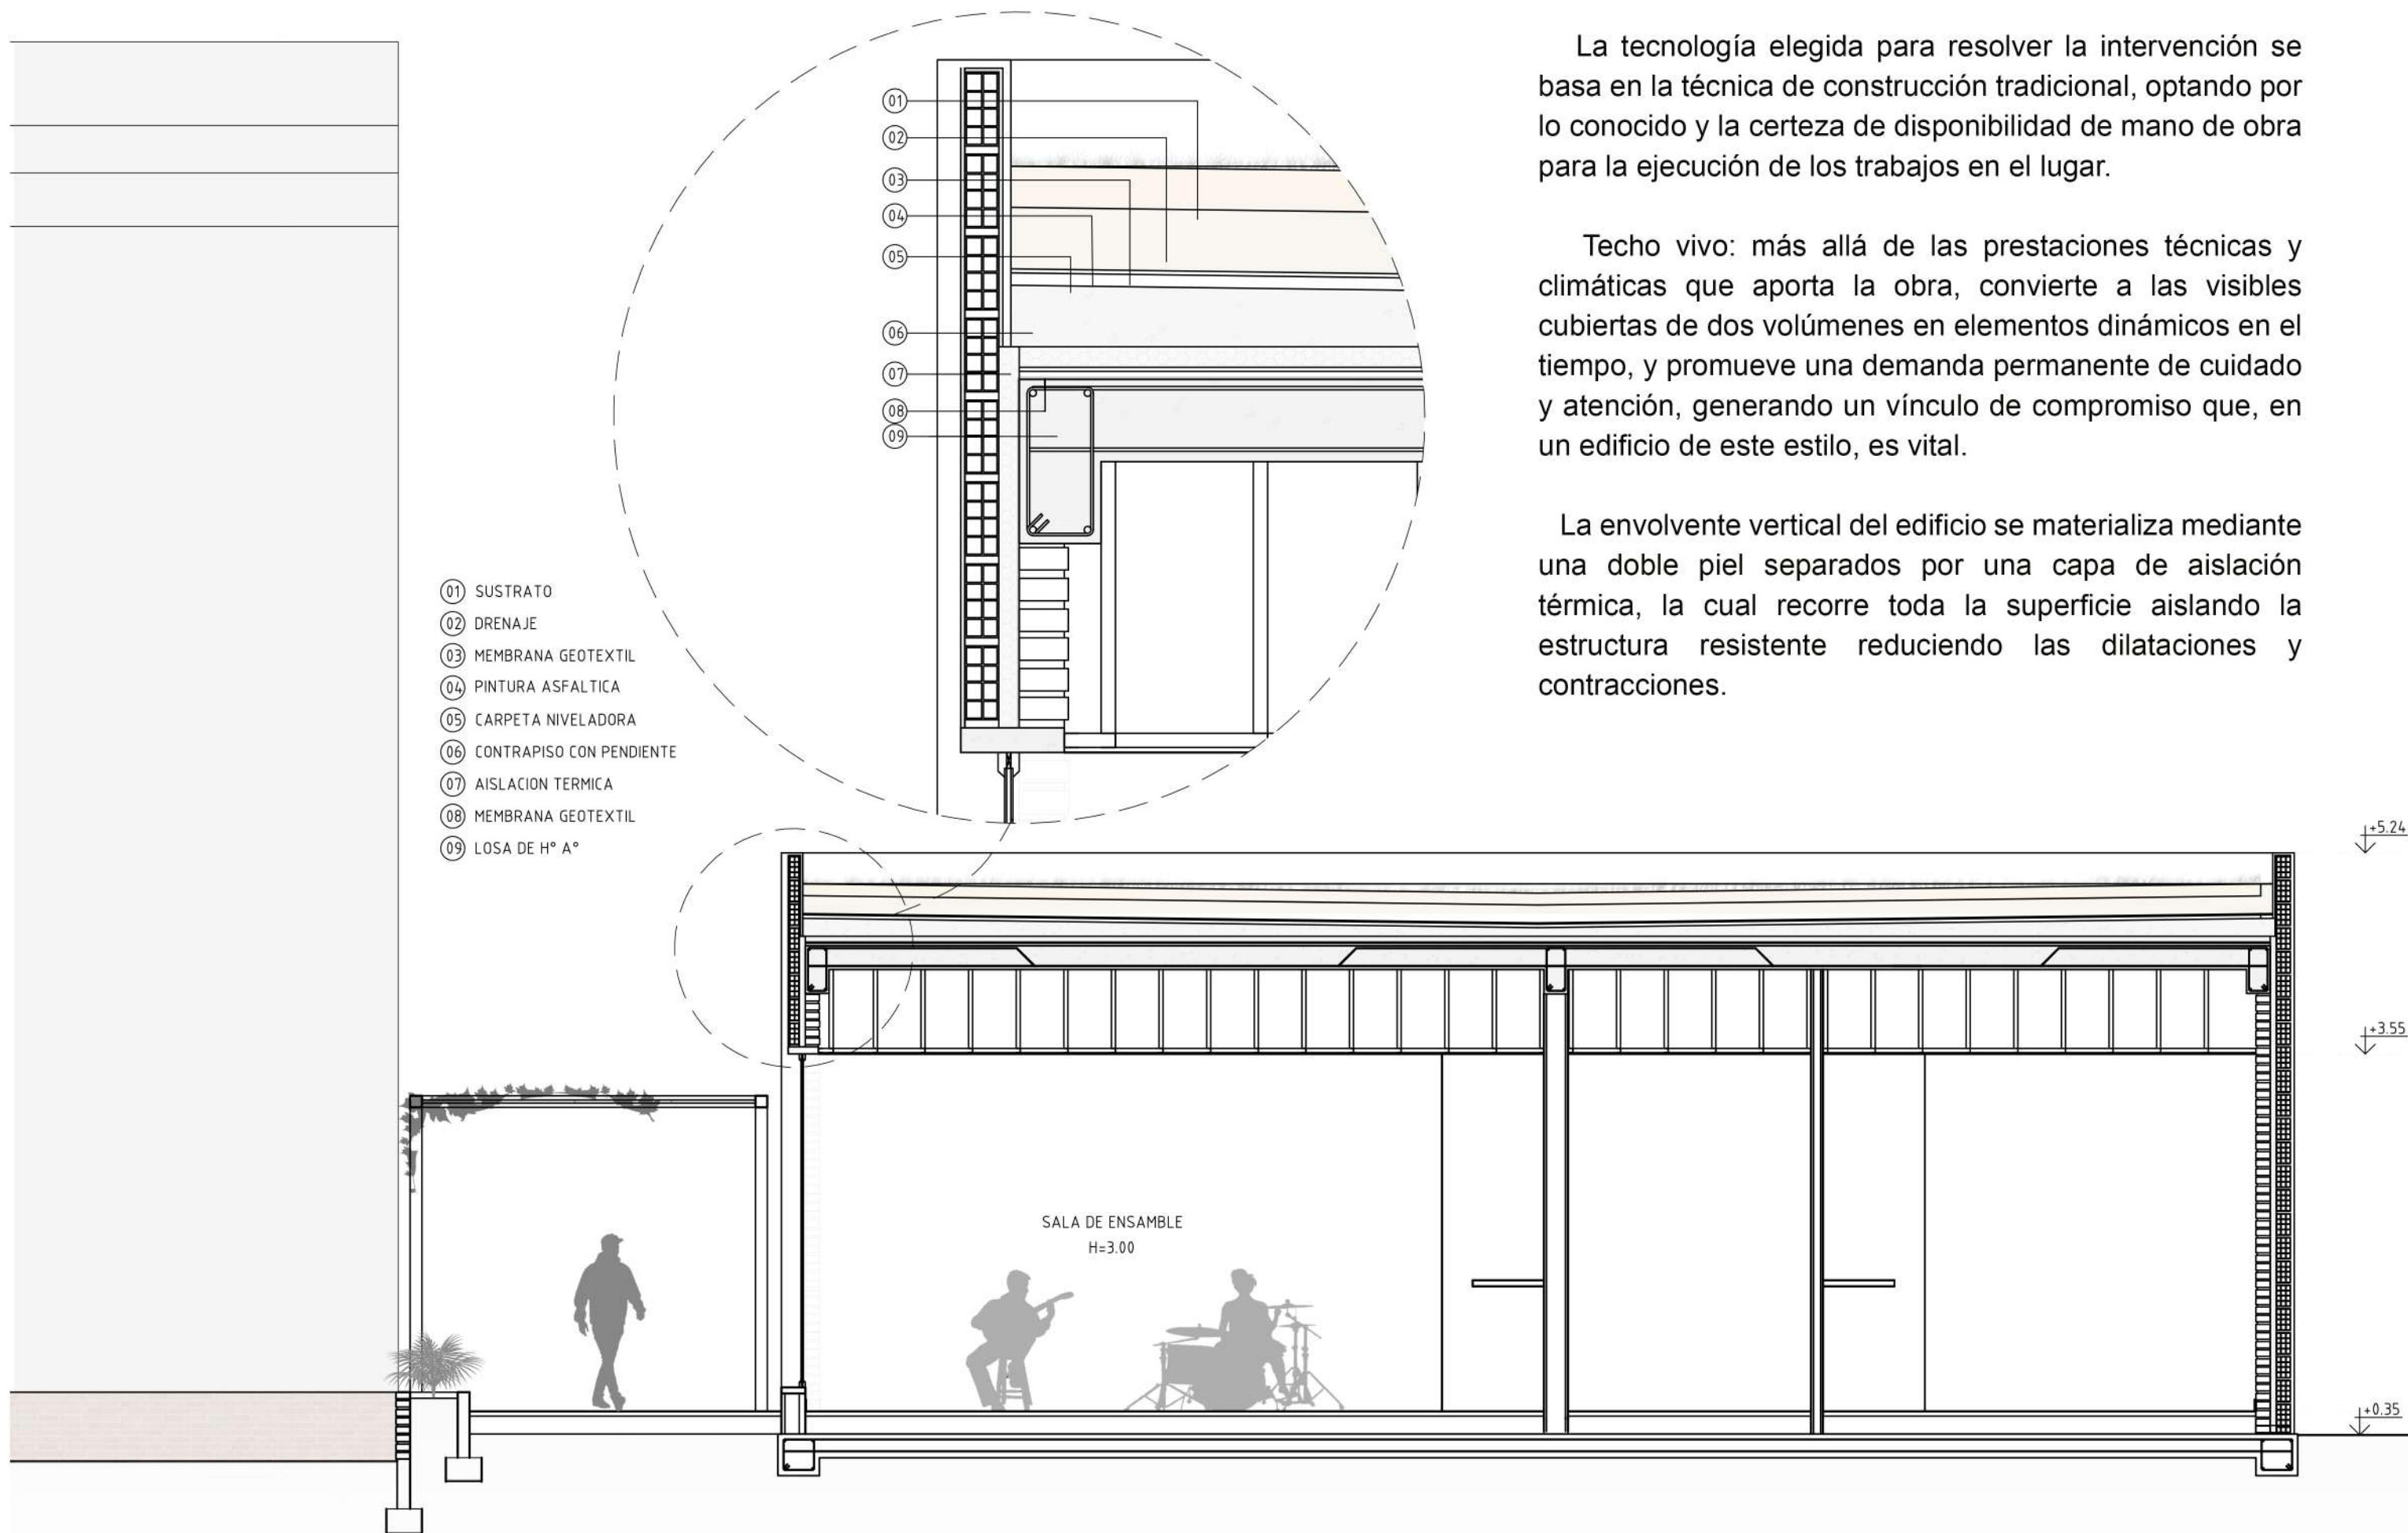 La tecnología elegida para resolver la intervención se
basa en la técnica de construcción tradicional, optando por
lo conocido y la certeza de disponibilidad de mano de obra
para la ejecución de los trabajos en el lugar.
Techo vivo: más allá de las prestaciones técnicas y
climáticas que aporta la obra, convierte a las visibles
cubiertas de dos volúmenes en elementos dinámicos en el
tiempo, y promueve una demanda permanente de cuidado
y atención, generando un vínculo de compromiso que, en
un edificio de este estilo, es vital.
La envolvente vertical del edificio se materializa mediante
una doble piel separados por una capa de aislación
térmica, la cual recorre toda la superficie aislando la
estructura resistente reduciendo las dilataciones y
contracciones.
01
02
03
04
05
06
07
08
09
01 SUSTRATO
02 DRENAJE
03 MEMBRANA GEOTEXTIL
04 PINTURA ASFALTICA
05 CARPETA NIVELADORA
06 CONTRAPISO CON PENDIENTE
07 AISLACION TERMICA
08 MEMBRANA GEOTEXTIL
09 LOSA DE H° A°
+5.24
+3.55
SALA DE ENSAMBLE
H=3.00
+0.35